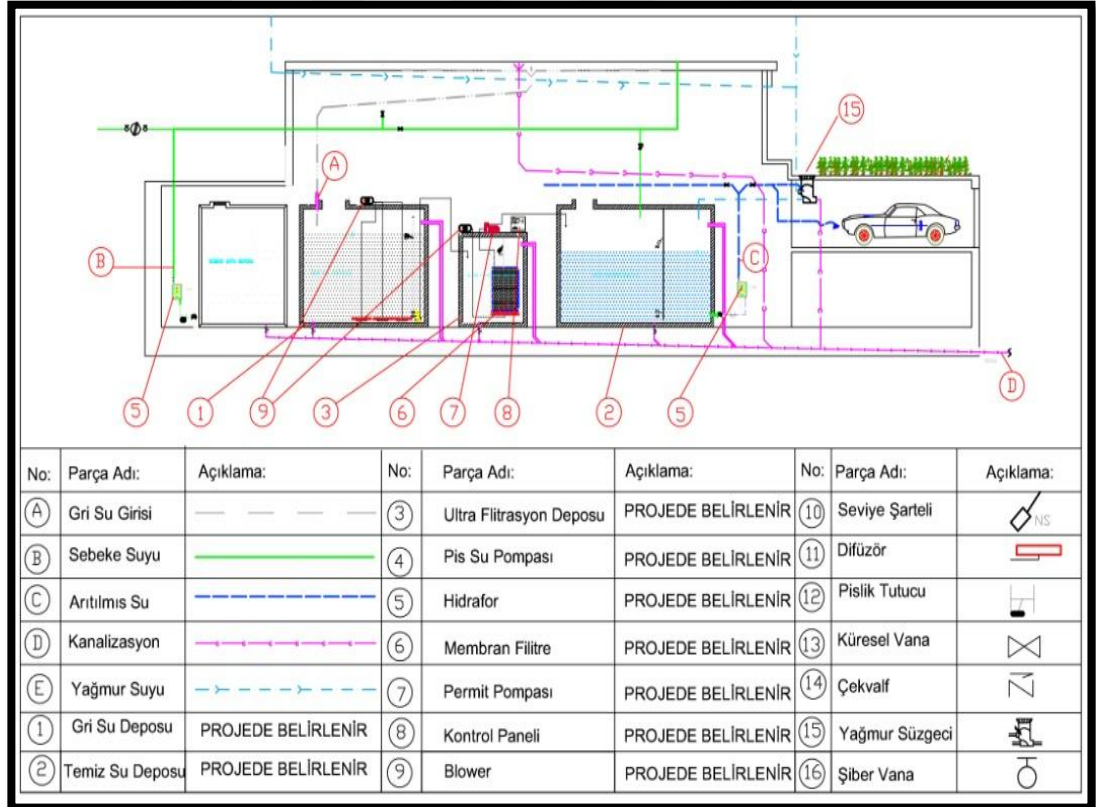 15
A
B
C
D
5
1
9
3
6
7
8
2
5
No: Parça Adı: Açıklama: No: Parça Adı: Açıklama: No: Parça Adı: Açıklama:
A Gri Su Girisi 3 Ultra Flitrasyon Deposu PROJEDE BELİRLENİR 10 Seviye Şarteli NS
B Sebeke Suyu 4 Pis Su Pompası PROJEDE BELİRLENİR 11 Difüzör
C Arıtılmıs Su 5 Hidrafor PROJEDE BELİRLENİR 12 Pislik Tutucu
D Kanalizasyon 6 Membran Filitre PROJEDE BELİRLENİR 13 Küresel Vana
E Yağmur Suyu 7 Permit Pompası PROJEDE BELİRLENİR 14 Çekvalf
1 Gri Su Deposu PROJEDE BELİRLENİR 8 Kontrol Paneli PROJEDE BELİRLENİR 15 Yağmur Süzgeci
2 Temiz Su Deposu PROJEDE BELİRLENİR 9 Blower PROJEDE BELİRLENİR 16 Şiber Vana